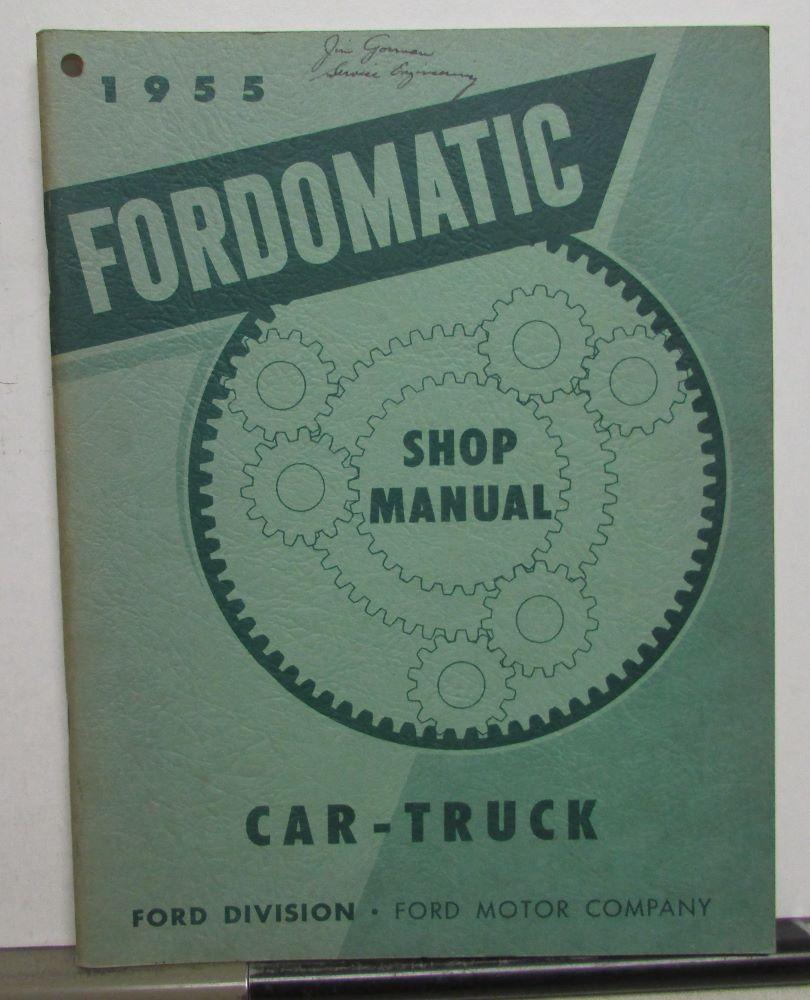 Jim Gorman
Service Engineering
1955
FORDOMATIC
SHOP
MANUAL
CAR-TRUCK
FORD DIVISION • FORD MOTOR COMPANY